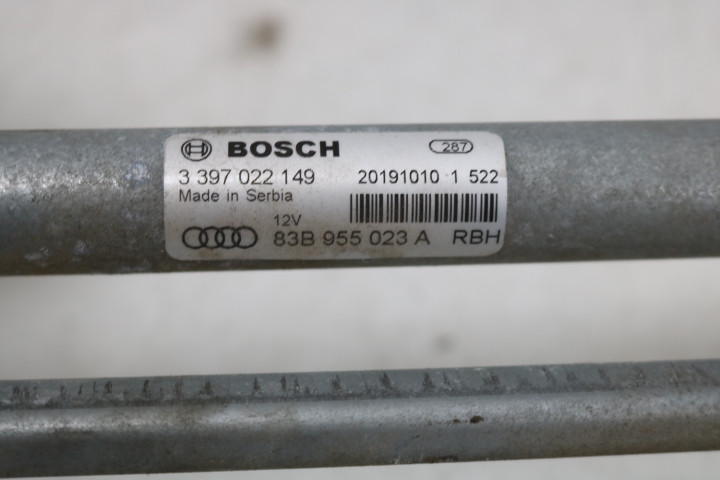 BOSCH 287
3 397 022 149 20191010 1 522
Made in Serbia
12V
83B 955 023 A RBH